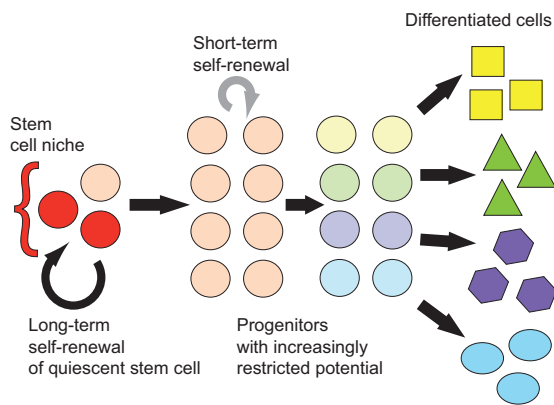 Differentiated cells
Short-term
self-renewal
Stem
cell niche
Long-term
self-renewal
of quiescent stem cell
Progenitors
with increasingly
restricted potential